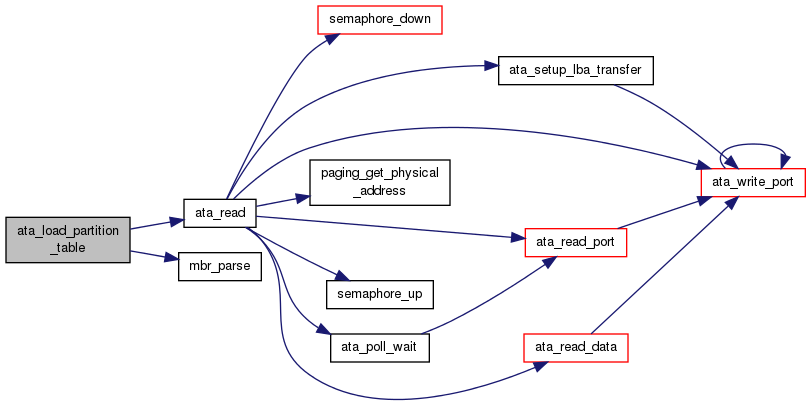 semaphore_down
ata_setup_lba_transfer
paging_get_physical
_address
ata_write_port
ata_read
ata_load_partition
_table
ata_read_port
mbr_parse
semaphore_up
ata_poll_wait
ata_read_data